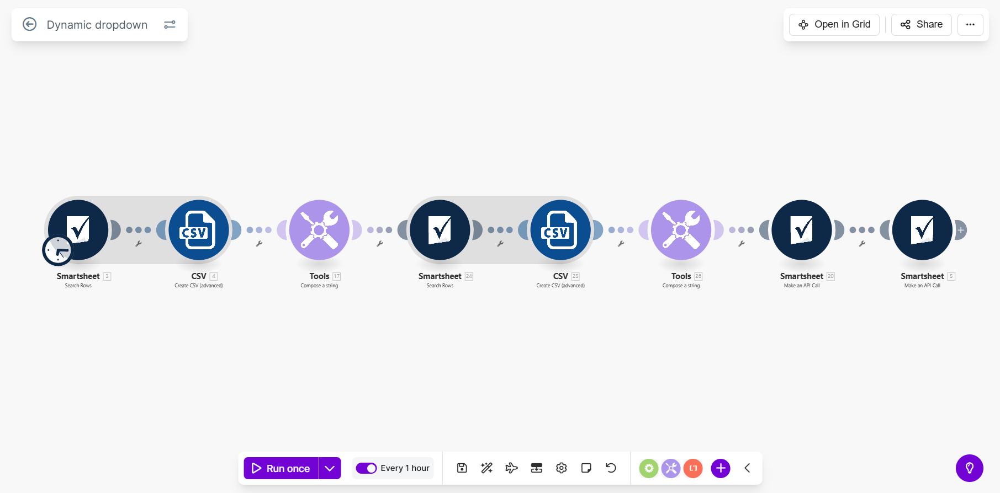 Dynamic dropdown
Open in Grid
Share
CSV
CSV
Smartsheet 3
Search Rows
CSV 4
Create CSV (advanced)
Tools 17
Compose a string
Smartsheet 24
Search Rows
CSV 25
Create CSV (advanced)
Tools 26
Compose a string
Smartsheet 20
Make an API Call
Smartsheet 5
Make an API Call
Run once
Every 1 hour